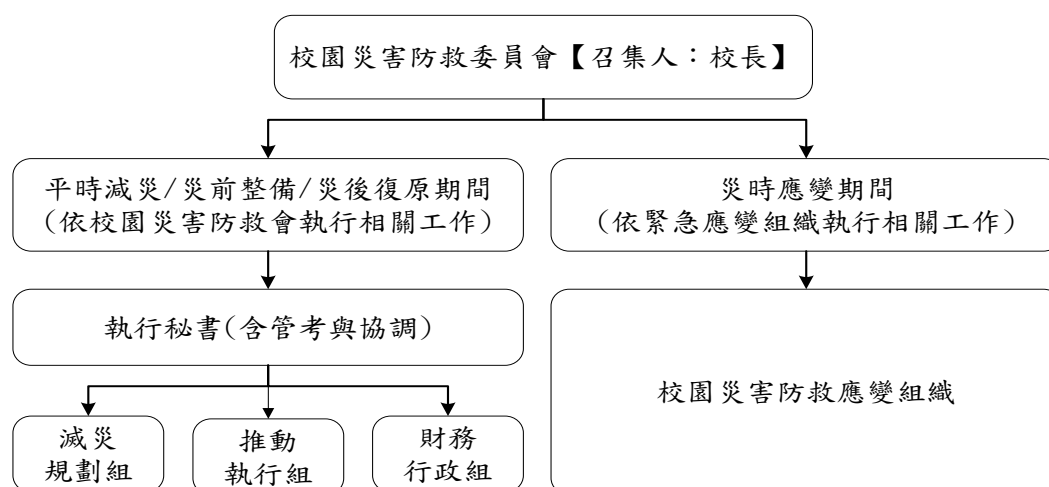 校園災害防救委員會【召集人：校長】
平時減災/災前整備/災後復原期間
(依校園災害防救會執行相關工作)
災時應變期間
(依緊急應變組織執行相關工作)
執行秘書(含管考與協調)
校園災害防救應變組織
減災
規劃組
推動
執行組
財務
行政組